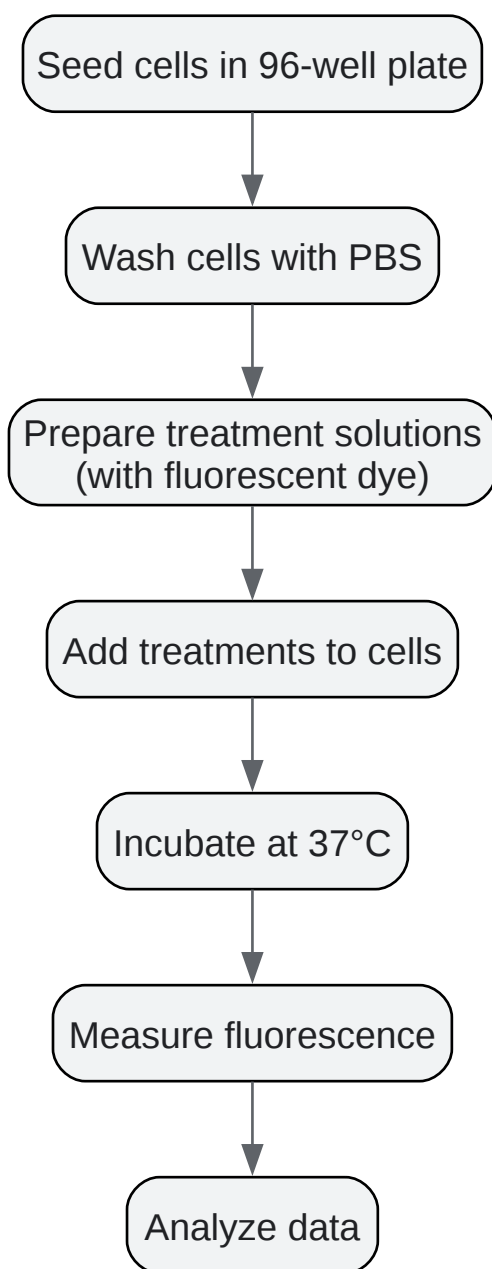 Seed cells in 96-well plate
Wash cells with PBS
Prepare treatment solutions
(with fluorescent dye)
Add treatments to cells
Incubate at 37°C
Measure fluorescence
Analyze data